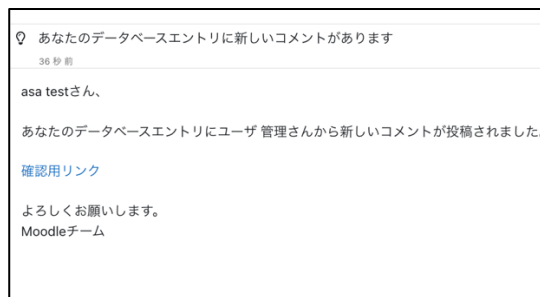 あなたのデータベースエントリに新しいコメントがあります
36 秒 前
asa testさん、
あなたのデータベースエントリにユーザ 管理さんから新しいコメントが投稿されました
確認用リンク
よろしくお願いします。
Moodleチーム